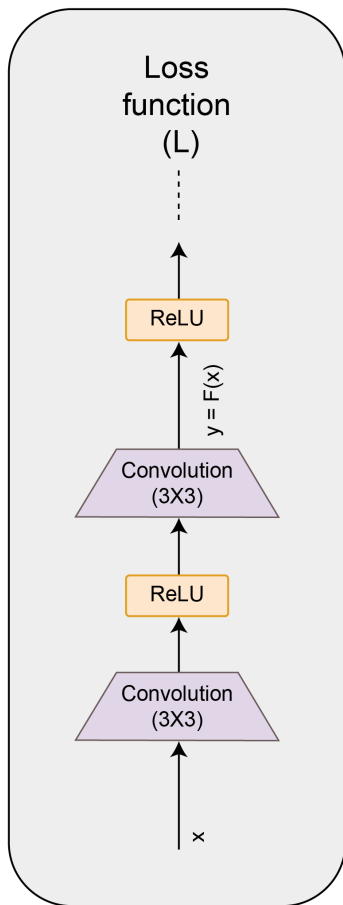 Loss
function
(L)
ReLU
y = F(x)
Convolution
(3X3)
ReLU
Convolution
(3X3)
x